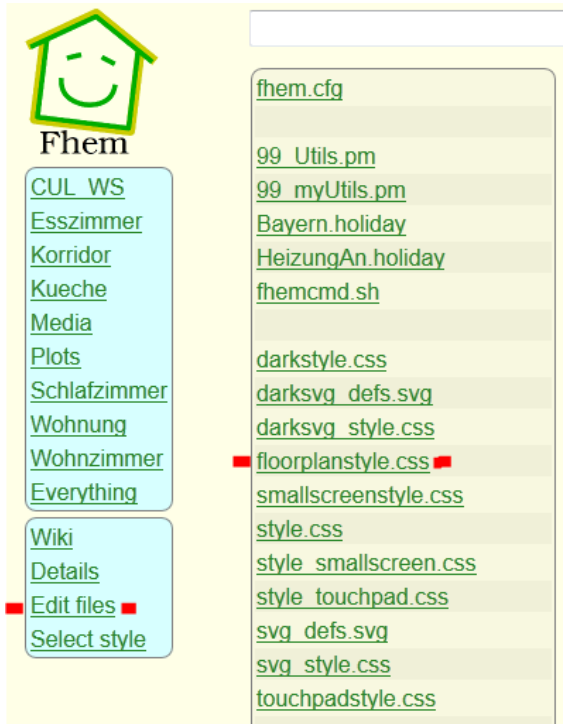 Fhem
CUL_WS
Esszimmer
Korridor
Kueche
Media
Plots
Schlafzimmer
Wohnung
Wohnzimmer
Everything
Wiki
Details
Edit files
Select style
fhem.cfg
99_Utils.pm
99_myUtils.pm
Bayern.holiday
HeizungAn.holiday
fhemcmd.sh
darkstyle.css
darksvg_defs.svg
darksvg_style.css
floorplanstyle.css
smallscreenstyle.css
style.css
style_smallscreen.css
style_touchpad.css
svg_defs.svg
svg_style.css
touchpadstyle.css